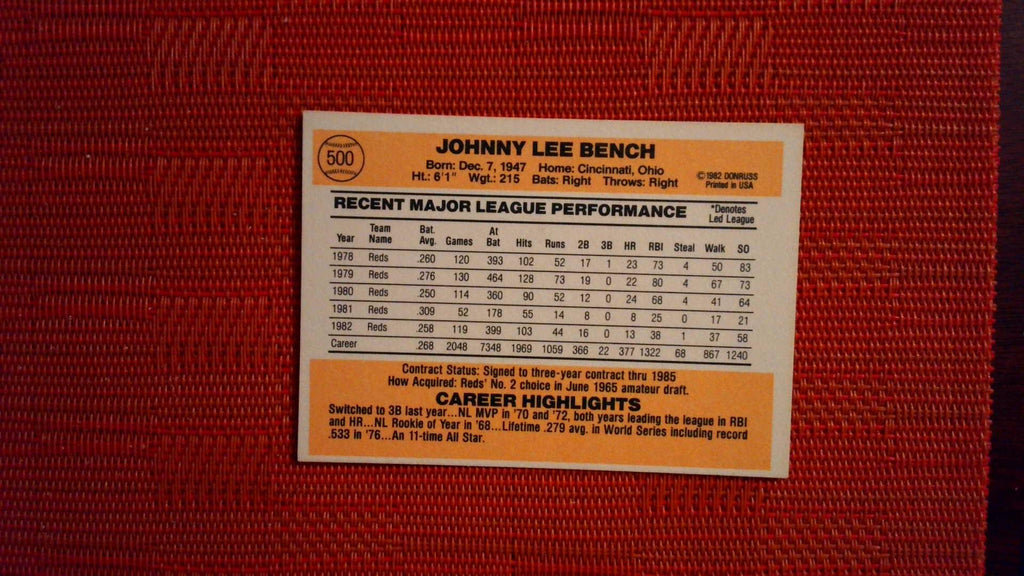 500
JOHNNY LEE BENCH
Born: Dec. 7, 1947 Home: Cincinnati, Ohio
Ht.: 6'1" Wgt.: 215 Bats: Right Throws: Right
© 1982 DONRUSS
Printed in USA
RECENT MAJOR LEAGUE PERFORMANCE
*Denotes
Led League
Year Team Name Bat. Avg. Games At Bat Hits Runs 2B 3B HR RBI Steal Walk SO
1978 Reds .260 120 393 102 52 17 1 23 73 4 50 83
1979 Reds .276 130 464 128 73 19 0 22 80 4 67 73
1980 Reds .250 114 360 90 52 12 0 24 68 4 41 64
1981 Reds .309 52 178 55 14 8 0 8 25 0 17 21
1982 Reds .258 119 399 103 44 16 0 13 38 1 37 58
Career .268 2048 7348 1969 1059 366 22 377 1322 68 867 1240
Contract Status: Signed to three-year contract thru 1985
How Acquired: Reds' No. 2 choice in June 1965 amateur draft.
CAREER HIGHLIGHTS
Switched to 3B last year...NL MVP in '70 and '72, both years leading the league in RBI
and HR...NL Rookie of Year in '68...Lifetime .279 avg. in World Series including record
.533 in '76...An 11-time All Star.